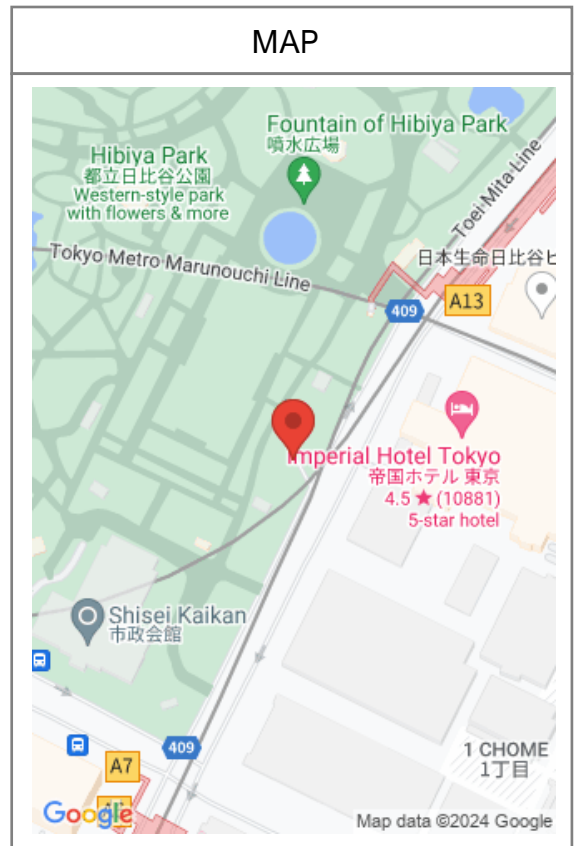 MAP
Fountain of Hibiya Park
噴水広場
Hibiya Park
都立日比谷公園
Western-style park
with flowers & more
Toei Mita Line
Tokyo Metro Marunouchi Line
日本生命日比谷ビ
A13
409
Imperial Hotel Tokyo
帝国ホテル 東京
4.5 ★ (10881)
5-star hotel
Shisei Kaikan
市政会館
409
A7
1 CHOME
1丁目
Google
Map data ©2024 Google